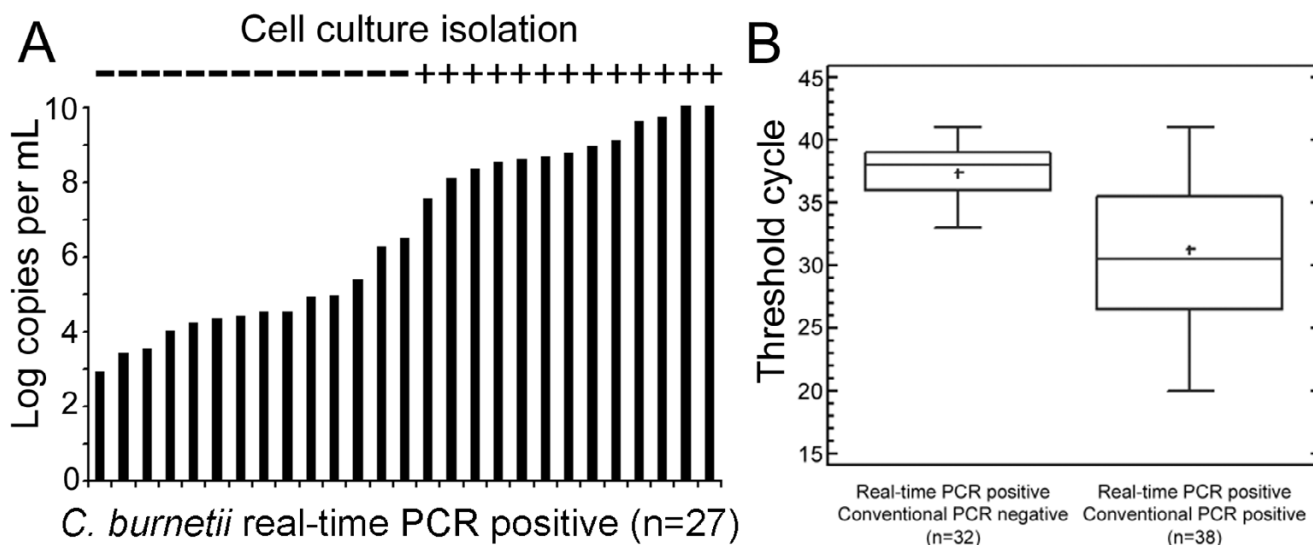 A
Cell culture isolation
− − − − − − − − − − − − − − + + + + + + + + + + + + +
Log copies per mL
10
8
6
4
2
0
C. burnetii real-time PCR positive (n=27)
B
Threshold cycle
45
40
35
30
25
20
15
Real-time PCR positive
Conventional PCR negative
(n=32)
Real-time PCR positive
Conventional PCR positive
(n=38)